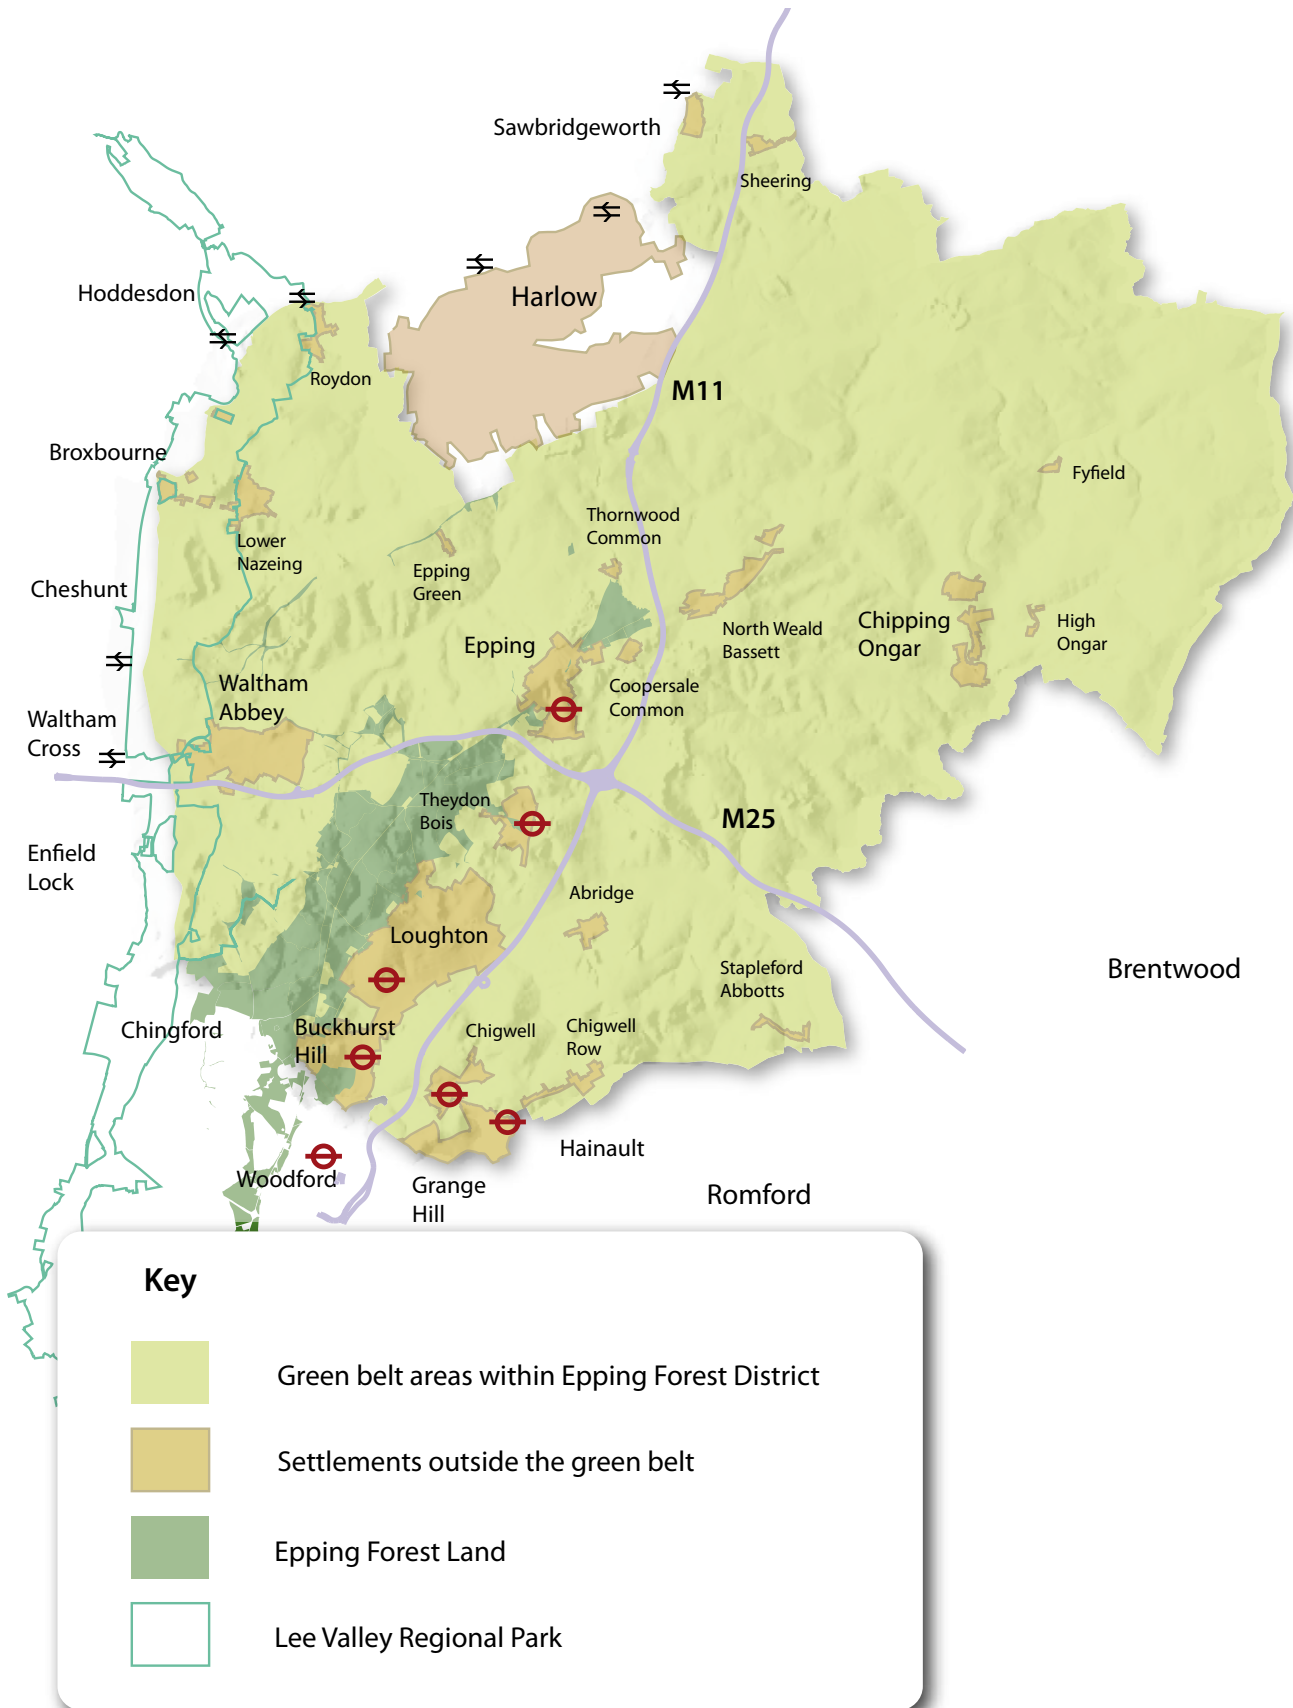 Sawbridgeworth
Sheering
Hoddesdon
Harlow
Roydon
M11
Broxbourne
Fyfield
Thornwood
Common
Lower
Nazeing
Epping
Green
Cheshunt
Epping
North Weald
Bassett
Chipping
Ongar
High
Ongar
Waltham
Abbey
Coopersale
Common
Waltham
Cross
Theydon
Bois
M25
Enfield
Lock
Abridge
Loughton
Stapleford
Abbotts
Brentwood
Chingford
Buckhurst
Hill
Chigwell
Chigwell
Row
Hainault
Woodford
Grange
Hill
Romford
Key
Green belt areas within Epping Forest District
Settlements outside the green belt
Epping Forest Land
Lee Valley Regional Park